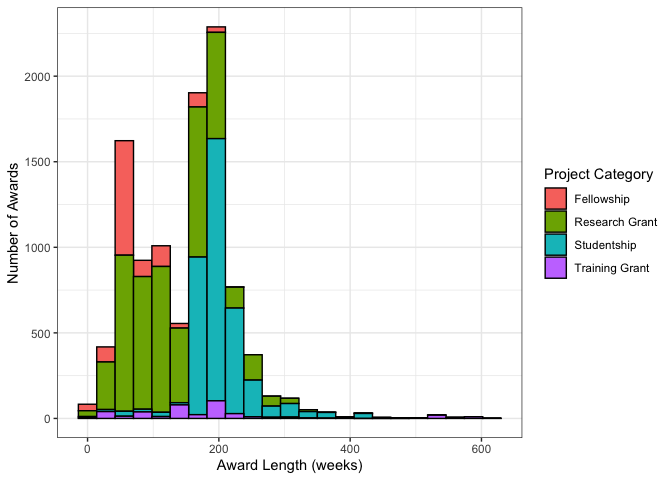 2000
1500
1000
500
0
Number of Awards
0
200
400
600
Award Length (weeks)
Project Category
Fellowship
Research Grant
Studentship
Training Grant